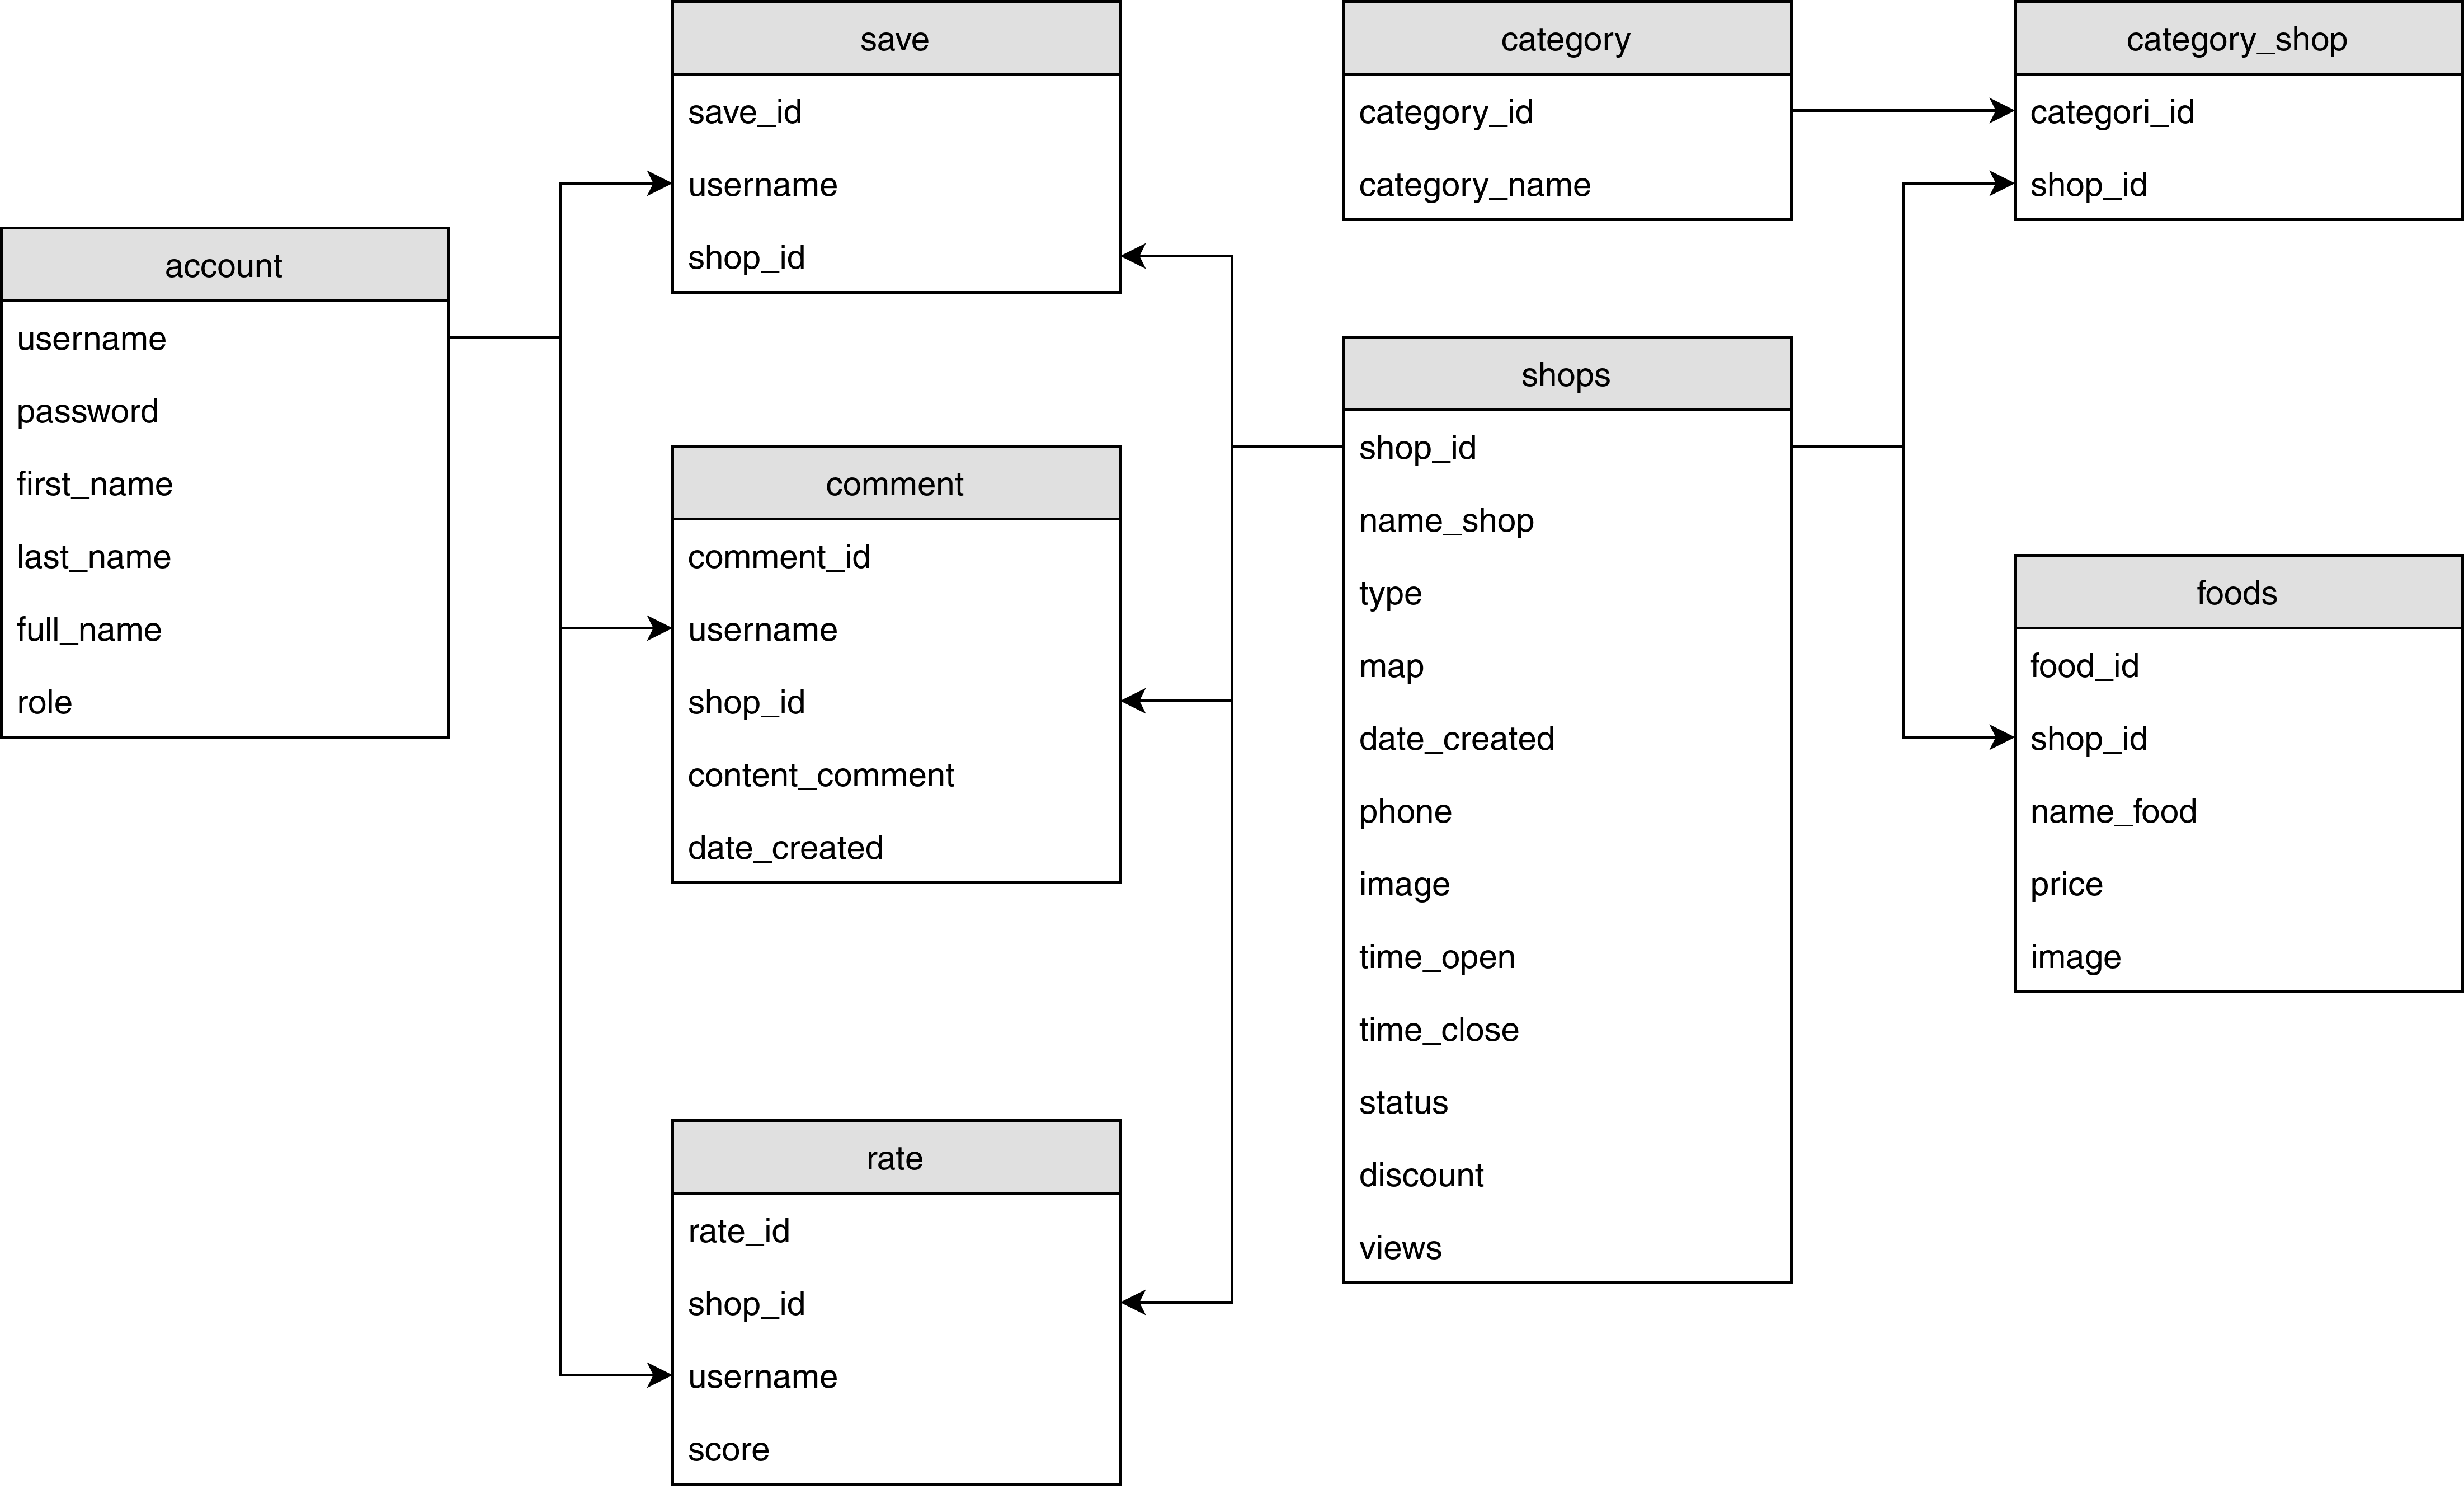 account
username
password
first_name
last_name
full_name
role
save
save_id
username
shop_id
comment
comment_id
username
shop_id
content_comment
date_created
rate
rate_id
shop_id
username
score
category
category_id
category_name
shops
shop_id
name_shop
type
map
date_created
phone
image
time_open
time_close
status
discount
views
category_shop
categori_id
shop_id
foods
food_id
shop_id
name_food
price
image